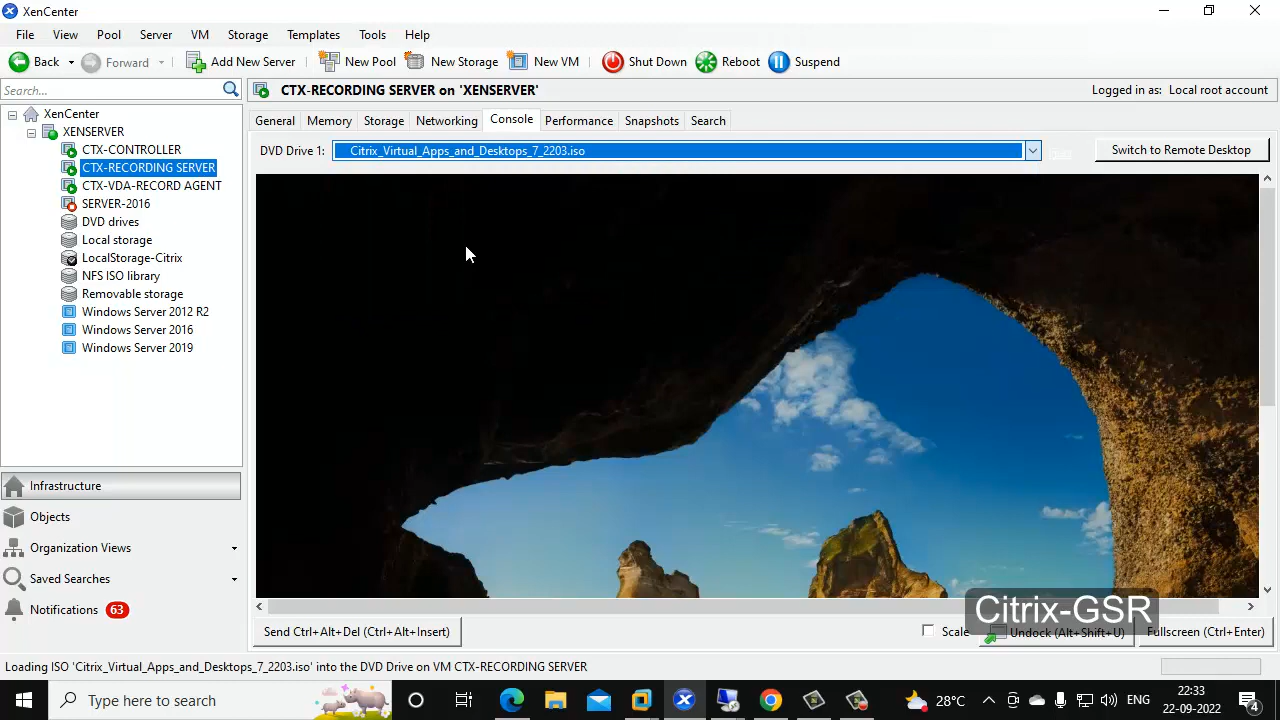 XenCenter
File View Pool Server VM Storage Templates Tools Help
Back Forward Add New Server New Pool New Storage New VM Shut Down Reboot Suspend
Search...
CTX-RECORDING SERVER on 'XENSERVER' Logged in as: Local root account
General Memory Storage Networking Console Performance Snapshots Search
DVD Drive 1: Citrix_Virtual_Apps_and_Desktops_7_2203.iso Switch to Remote Desktop
XenCenter
XENSERVER
CTX-CONTROLLER
CTX-RECORDING SERVER
CTX-VDA-RECORD AGENT
SERVER-2016
DVD drives
Local storage
LocalStorage-Citrix
NFS ISO library
Removable storage
Windows Server 2012 R2
Windows Server 2016
Windows Server 2019
Infrastructure
Objects
Organization Views
Saved Searches
Notifications 63
Citrix-GSR
Send Ctrl+Alt+Del (Ctrl+Alt+Insert) Scale Undock (Alt+Shift+U) Fullscreen (Ctrl+Enter)
Loading ISO 'Citrix_Virtual_Apps_and_Desktops_7_2203.iso' into the DVD Drive on VM CTX-RECORDING SERVER
Type here to search 28°C ENG 22:33
22-09-2022 4